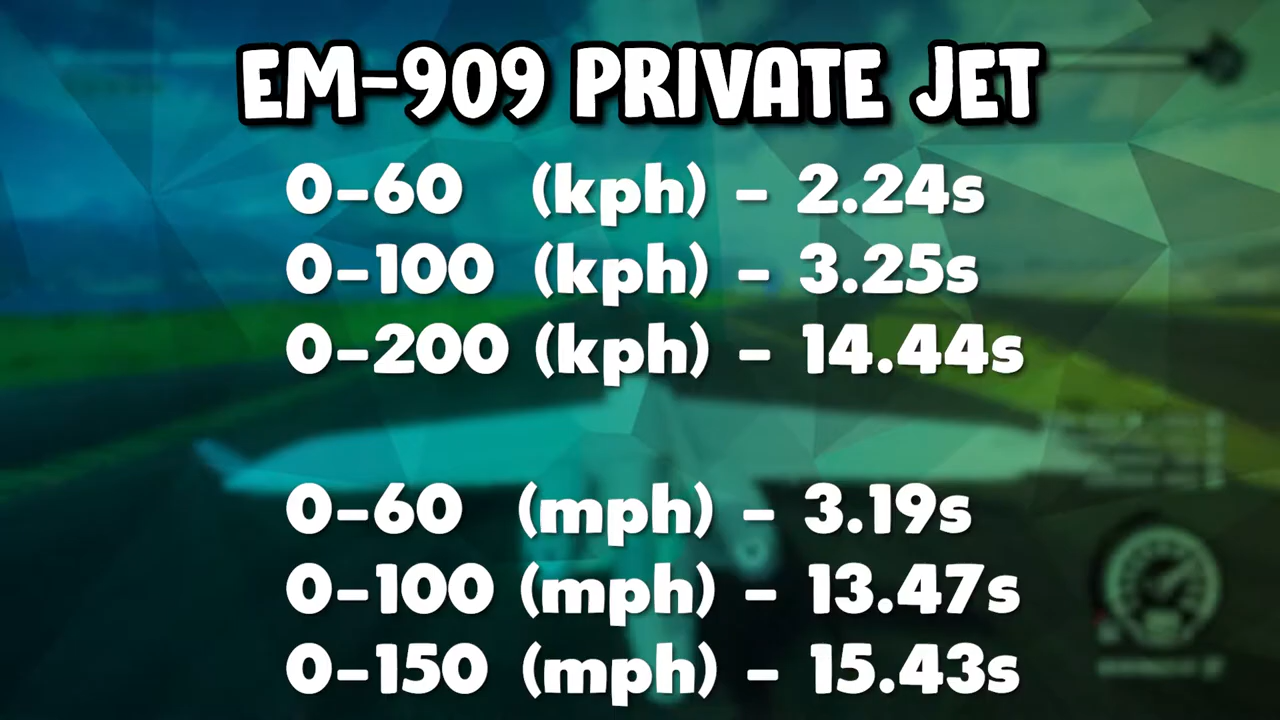 EM-909 PRIVATE JET
0-60 (kph) - 2.24s
0-100 (kph) - 3.25s
0-200 (kph) - 14.44s
0-60 (mph) - 3.19s
0-100 (mph) - 13.47s
0-150 (mph) - 15.43s